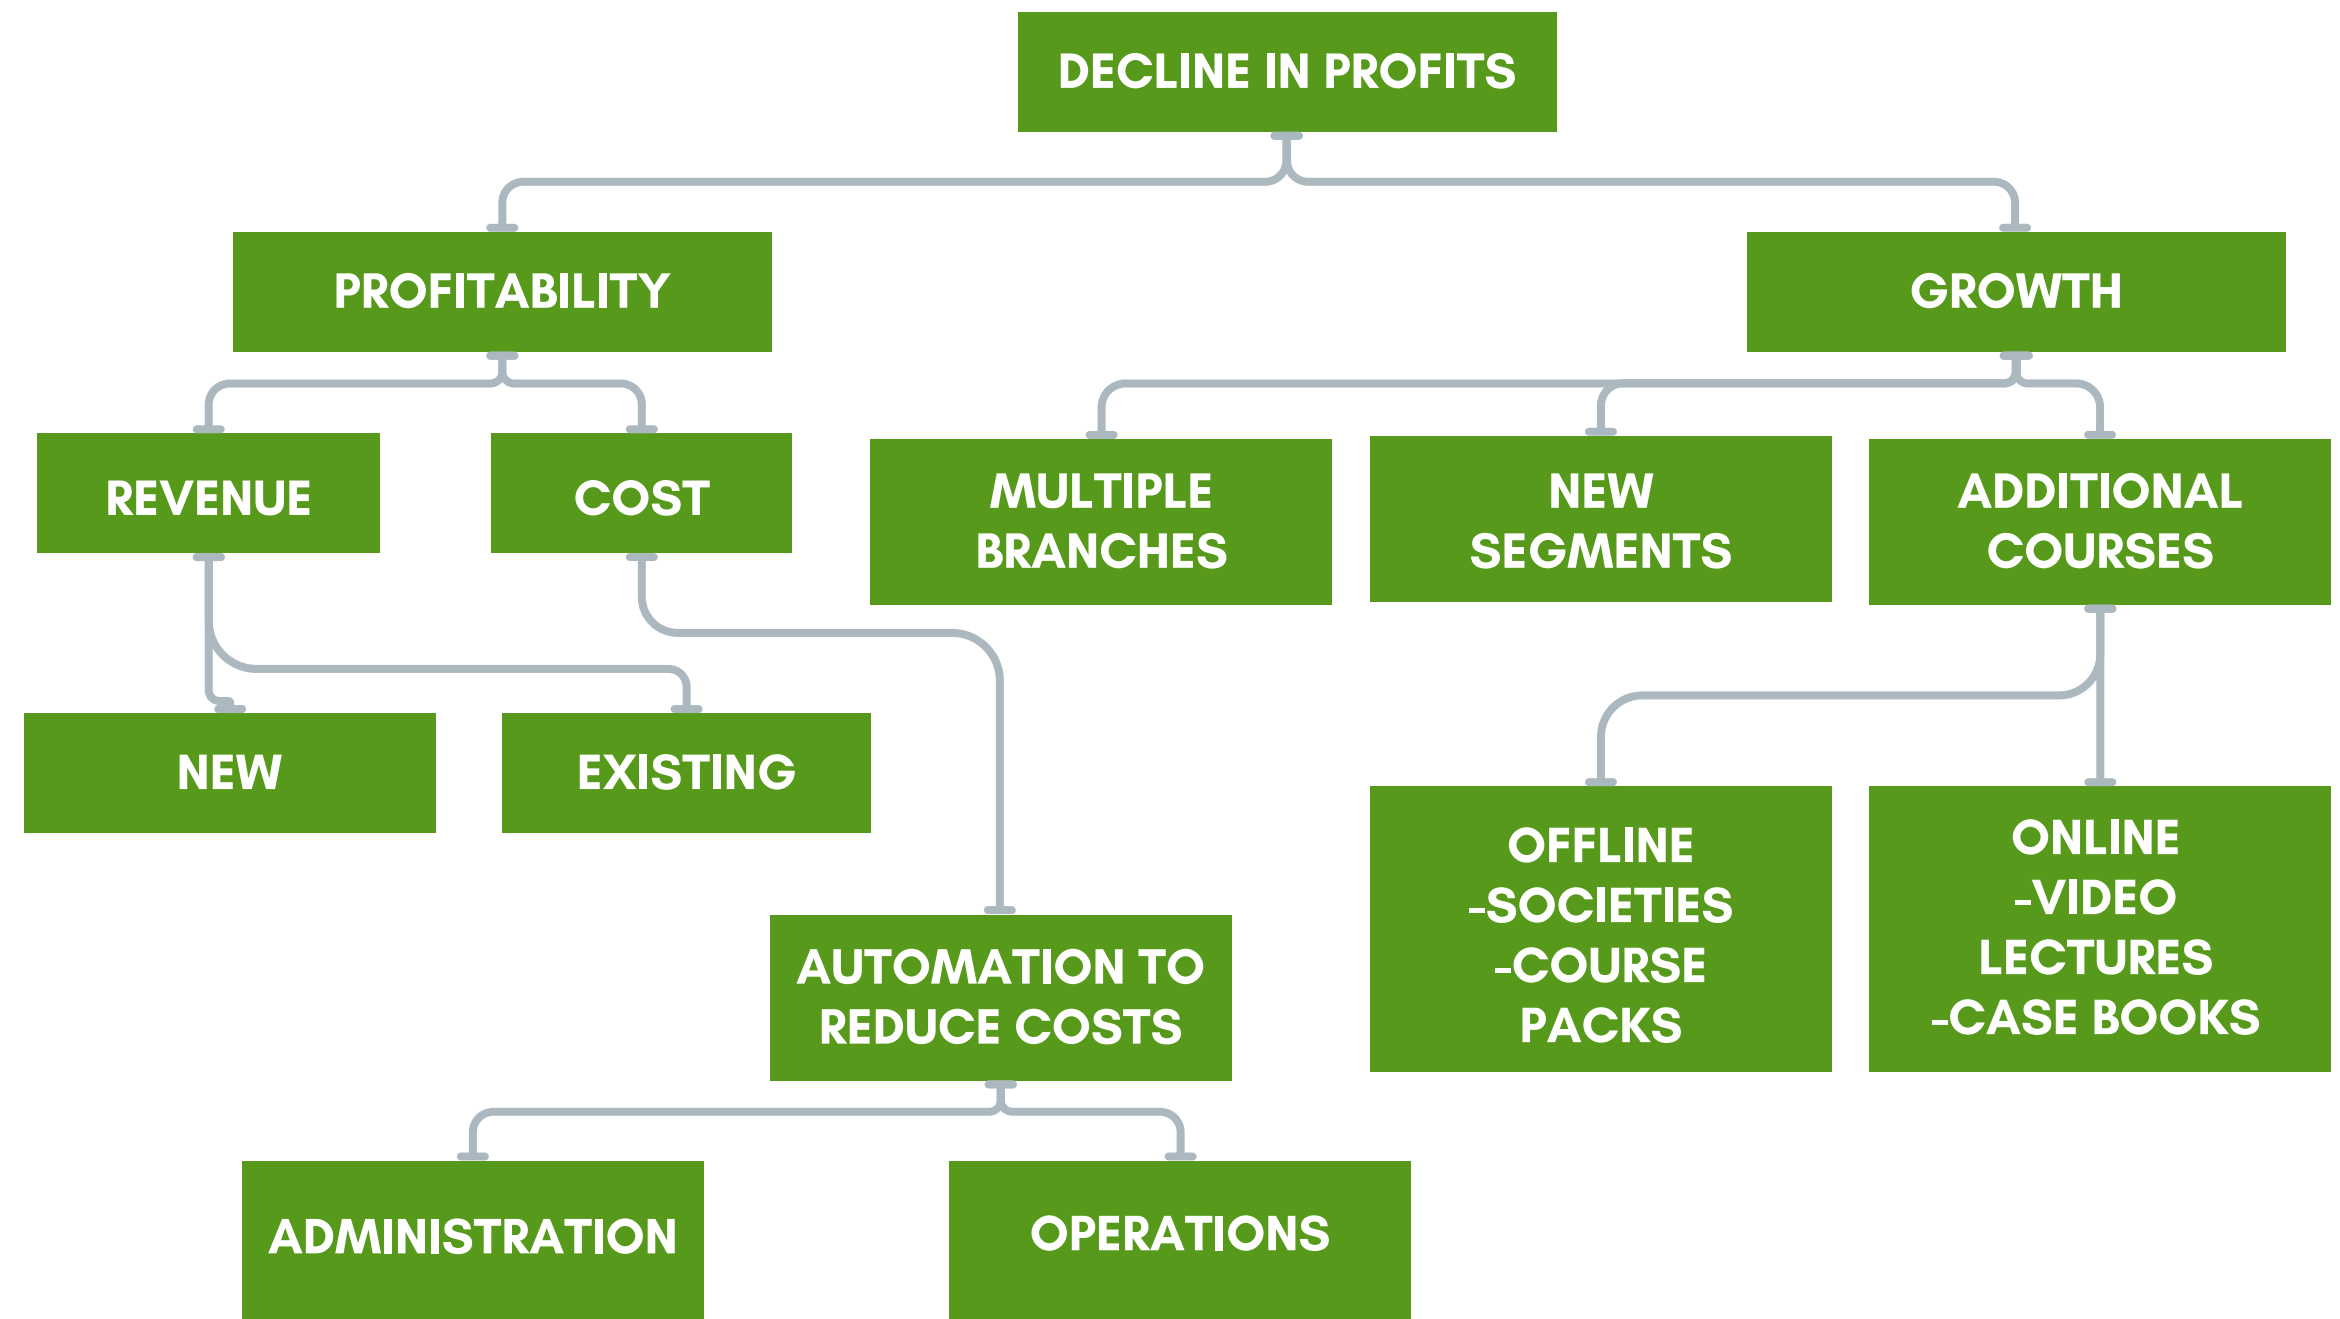 DECLINE IN PROFITS
PROFITABILITY
GROWTH
REVENUE
COST
MULTIPLE
BRANCHES
NEW
SEGMENTS
ADDITIONAL
COURSES
NEW
EXISTING
OFFLINE
-SOCIETIES
-COURSE
PACKS
ONLINE
-VIDEO
LECTURES
-CASE BOOKS
AUTOMATION TO
REDUCE COSTS
ADMINISTRATION
OPERATIONS